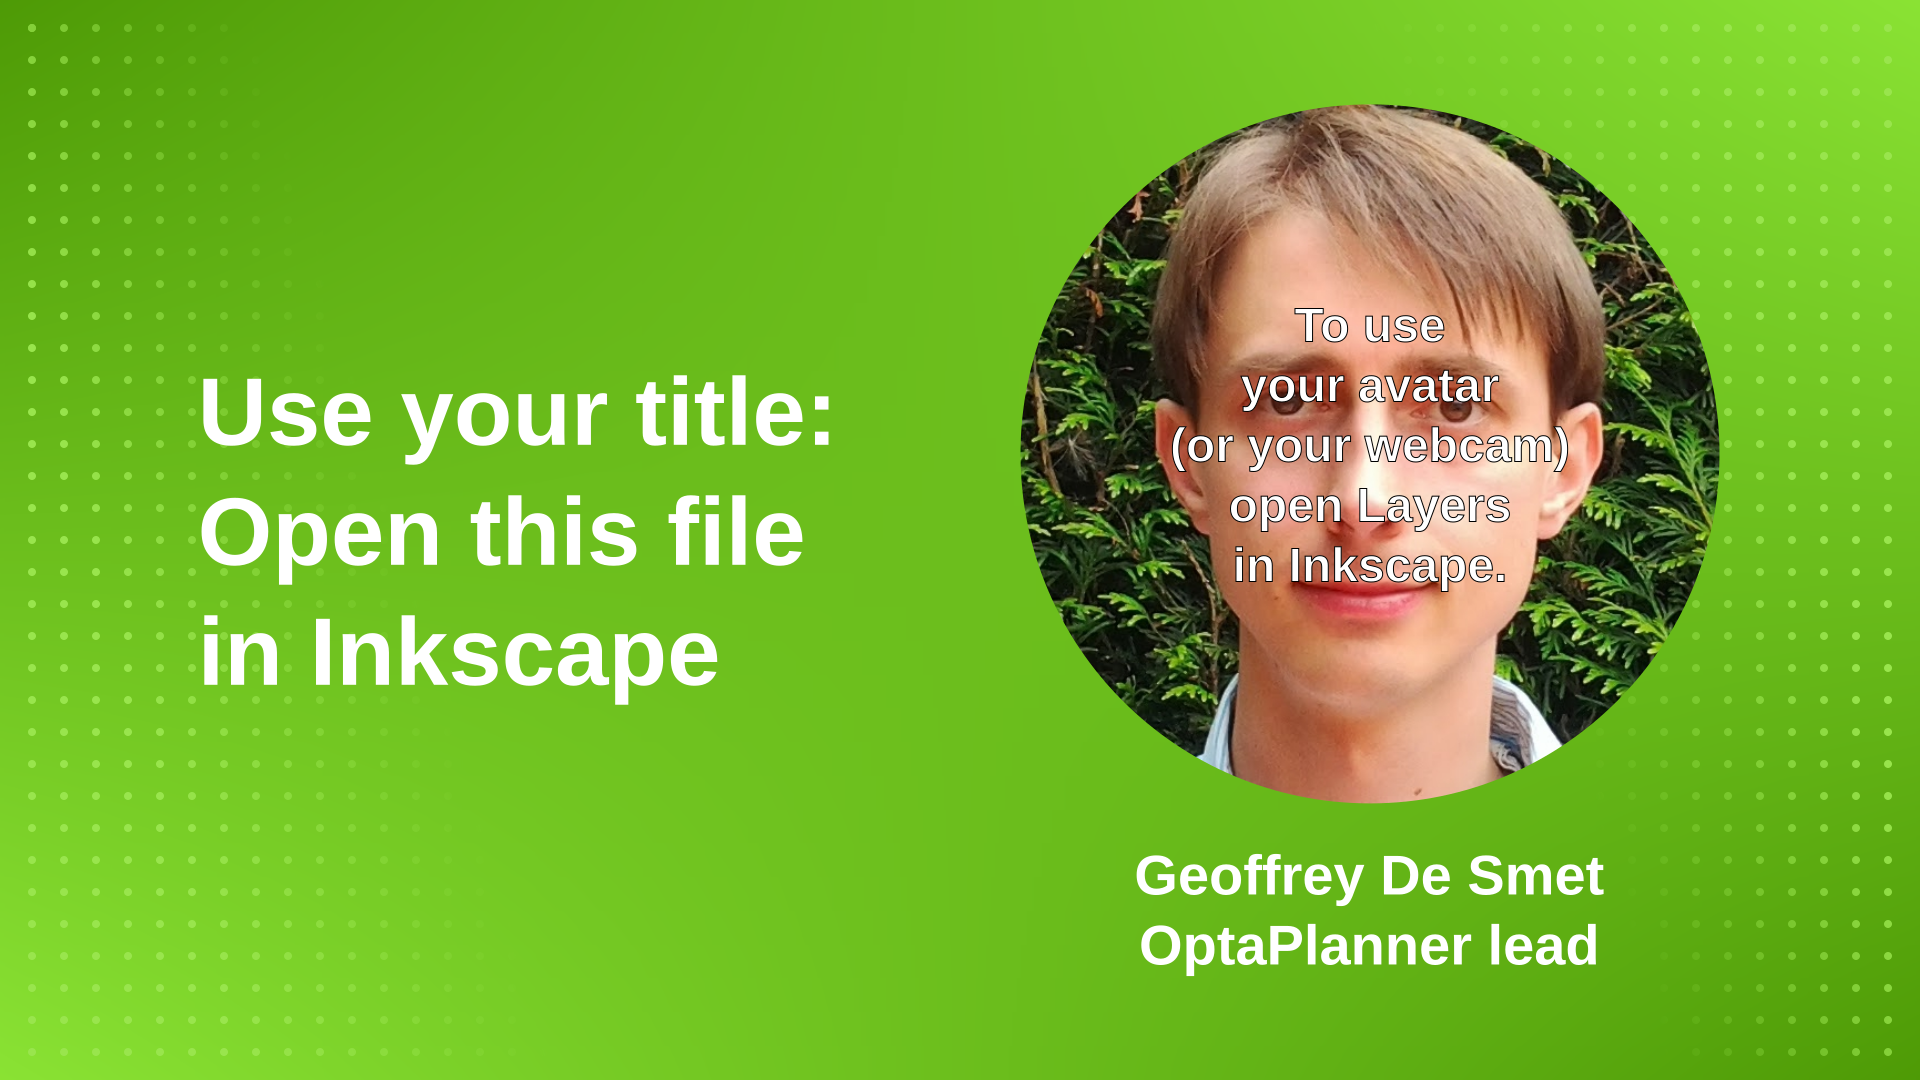 Use your title:
Open this file
in Inkscape
To use
your avatar
(or your webcam)
open Layers
in Inkscape.
Geoffrey De Smet
OptaPlanner lead